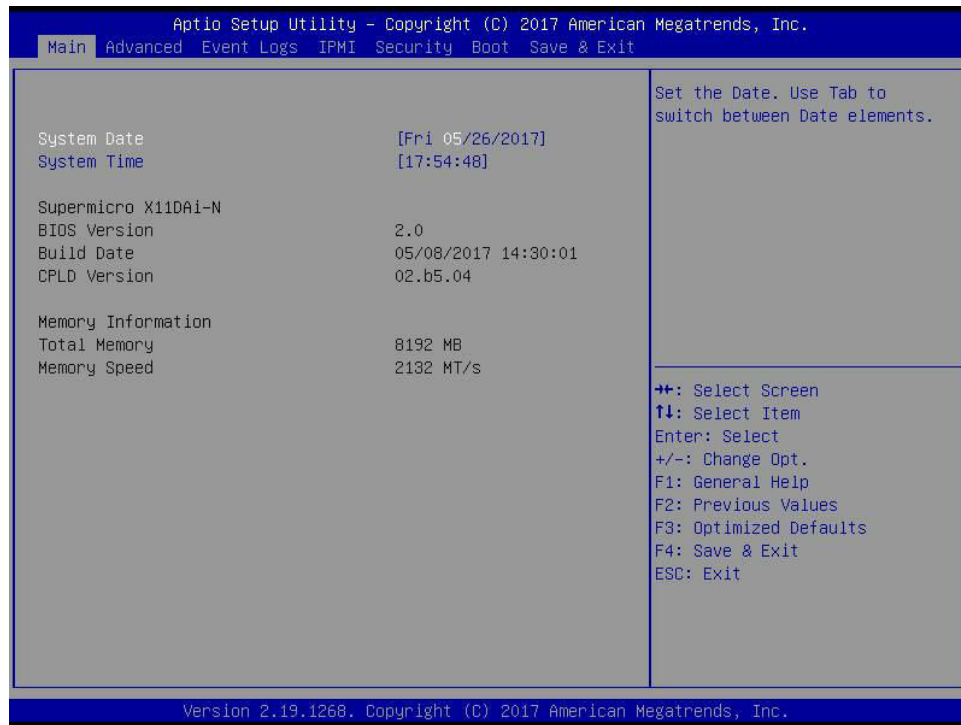 Aptio Setup Utility – Copyright (C) 2017 American Megatrends, Inc.
Main Advanced Event Logs IPMI Security Boot Save & Exit
Set the Date. Use Tab to
switch between Date elements.
System Date [Fri 05/26/2017]
System Time [17:54:48]
Supermicro X11DAi-N
BIOS Version 2.0
Build Date 05/08/2017 14:30:01
CPLD Version 02.b5.04
Memory Information
Total Memory 8192 MB
Memory Speed 2132 MT/s
→←: Select Screen
↑↓: Select Item
Enter: Select
+/-: Change Opt.
F1: General Help
F2: Previous Values
F3: Optimized Defaults
F4: Save & Exit
ESC: Exit
Version 2.19.1268. Copyright (C) 2017 American Megatrends, Inc.